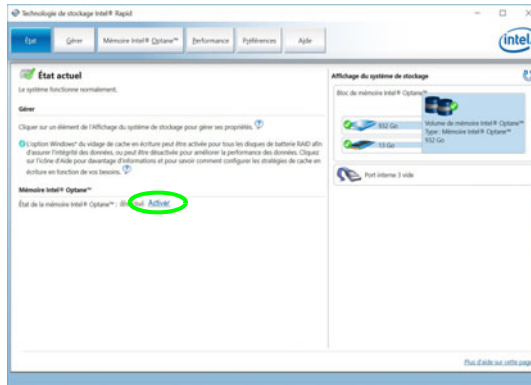 Technologie de stockage Intel® Rapid
État
Gérer
Mémoire Intel® Optane™
Performance
Préférences
Aide
intel
État actuel
Le système fonctionne normalement.
Gérer
Cliquer sur un élément de l'Affichage du système de stockage pour gérer ses propriétés.
L'option Windows* du vidage de cache en écriture peut être activée pour tous les disques de batterie RAID afin
d'assurer l'intégrité des données, ou peut être désactivée pour améliorer la performance des données. Cliquez
sur l'icône d'Aide pour davantage d'informations et pour savoir comment configurer les stratégies de cache en
écriture en fonction de vos besoins.
Mémoire Intel® Optane™
État de la mémoire Intel® Optane™ : Activer
Affichage du système de stockage
Bloc de mémoire Intel® Optane
932 Go
13 Go
Volume de mémoire Intel® Optane
Type : Mémoire Intel® Optane™
932 Go
Port interne 3 vide
Plus d'aide sur cette page